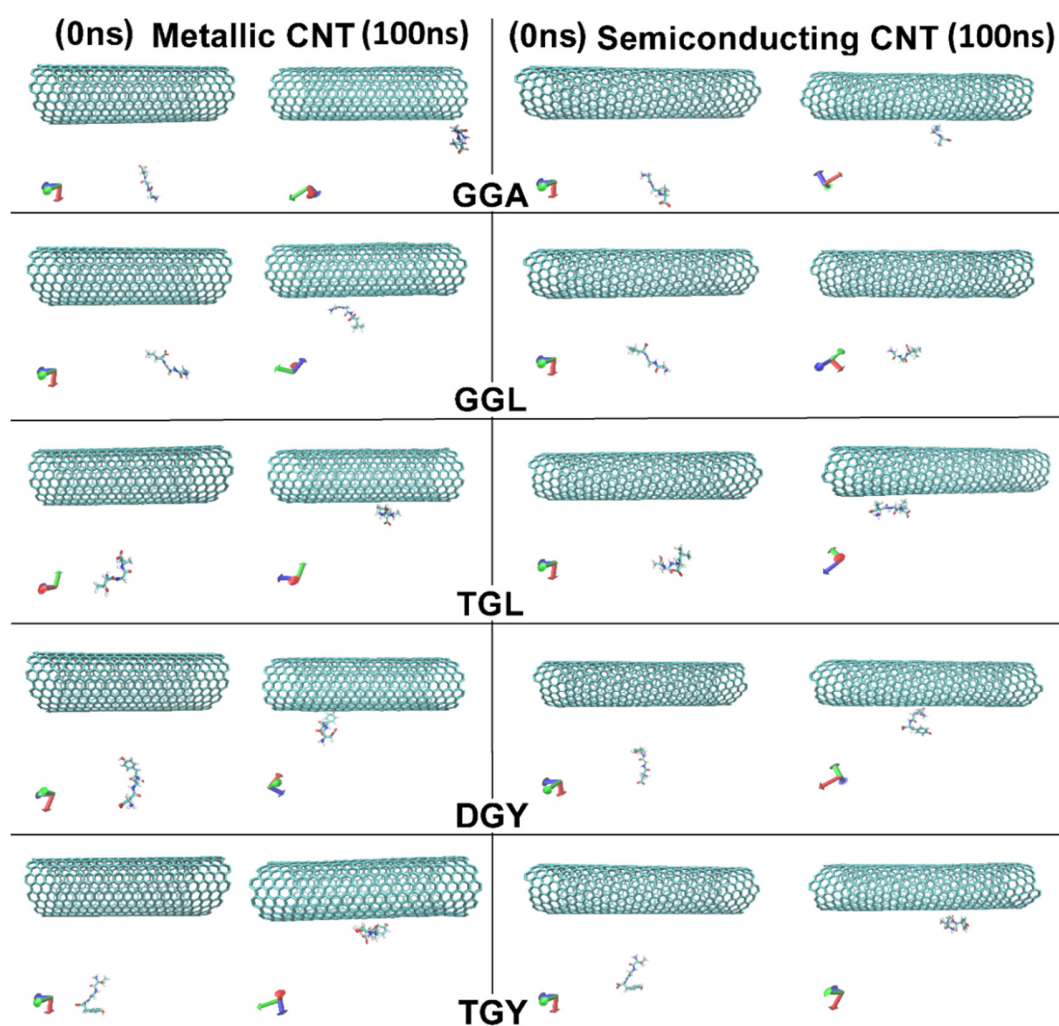 (0ns) Metallic CNT (100ns)
(0ns) Semiconducting CNT (100ns)
GGA
GGL
TGL
DGY
TGY